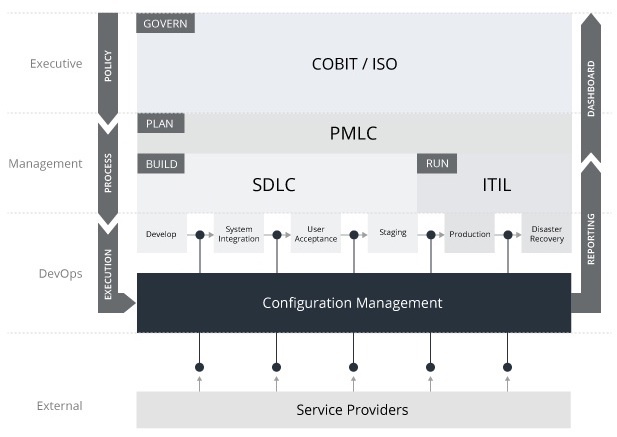 GOVERN
COBIT / ISO
Executive
POLICY
DASHBOARD
PLAN
PMLC
Management
PROCESS
BUILD
RUN
SDLC
ITIL
REPORTING
Develop
System
Integration
User
Acceptance
Staging
Production
Disaster
Recovery
DevOps
EXECUTION
Configuration Management
External
Service Providers